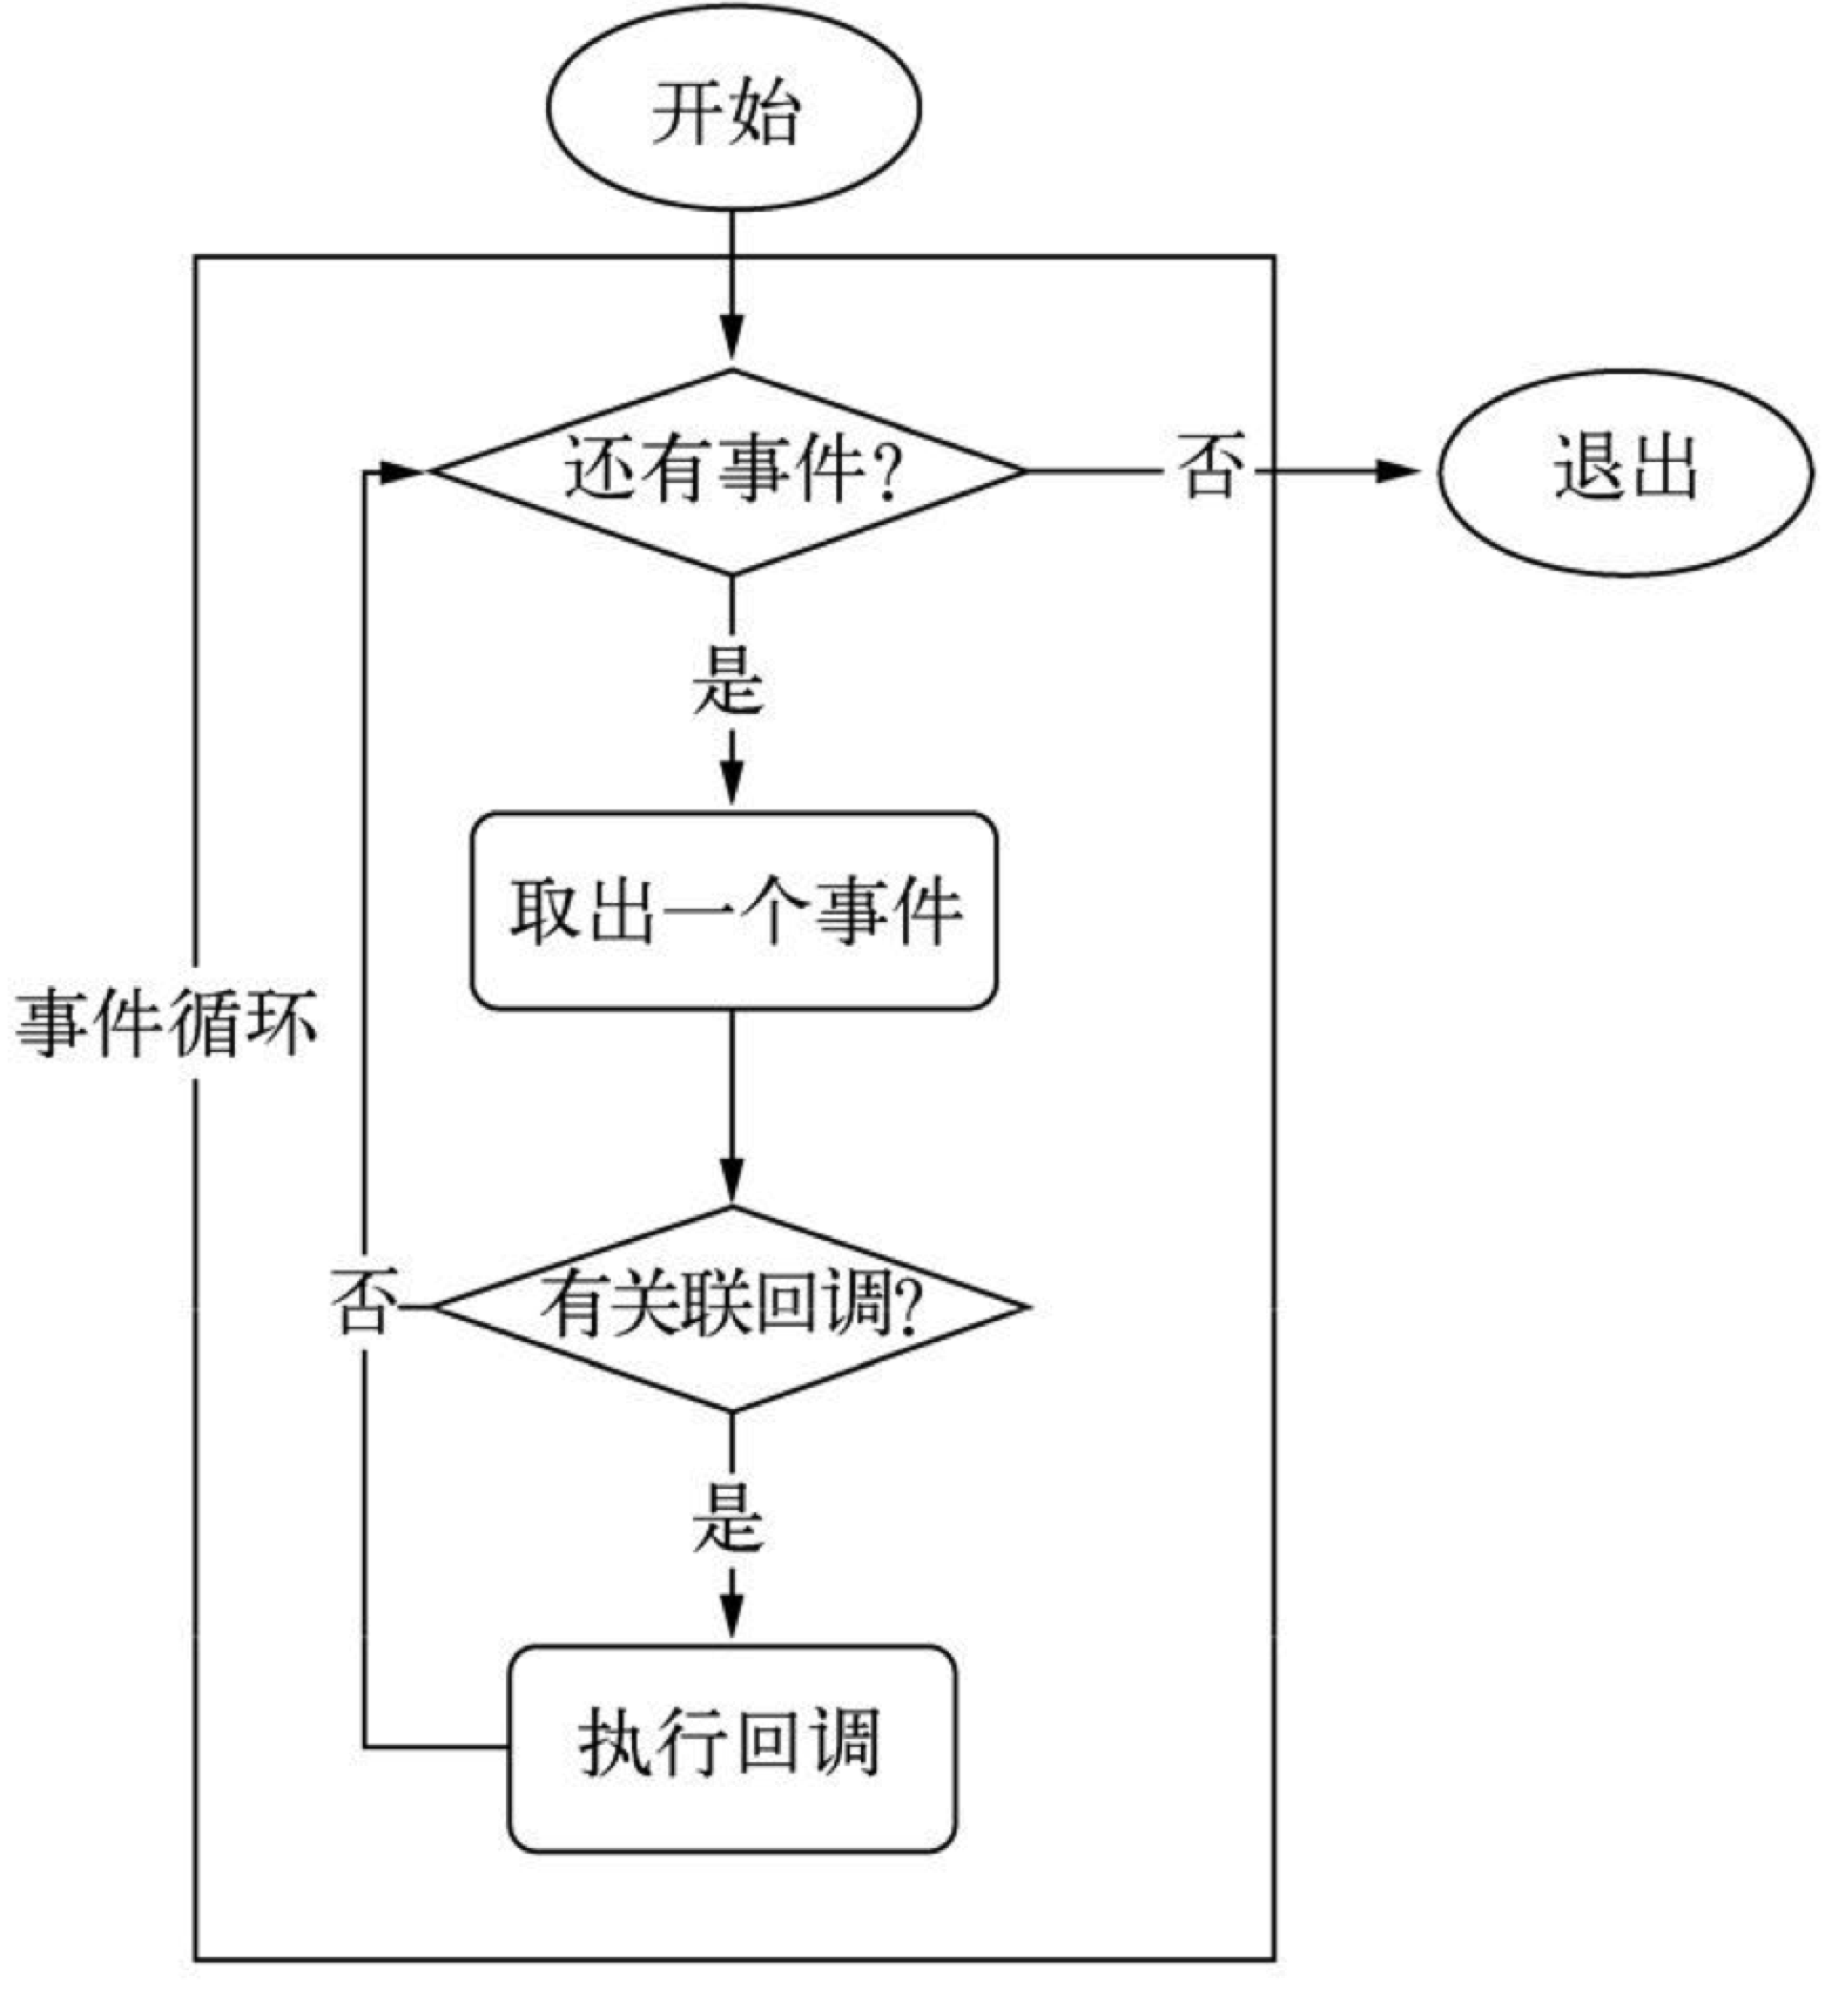 开始
还有事件?
否
退出
是
取出一个事件
事件循环
有关联回调?
否
是
执行回调